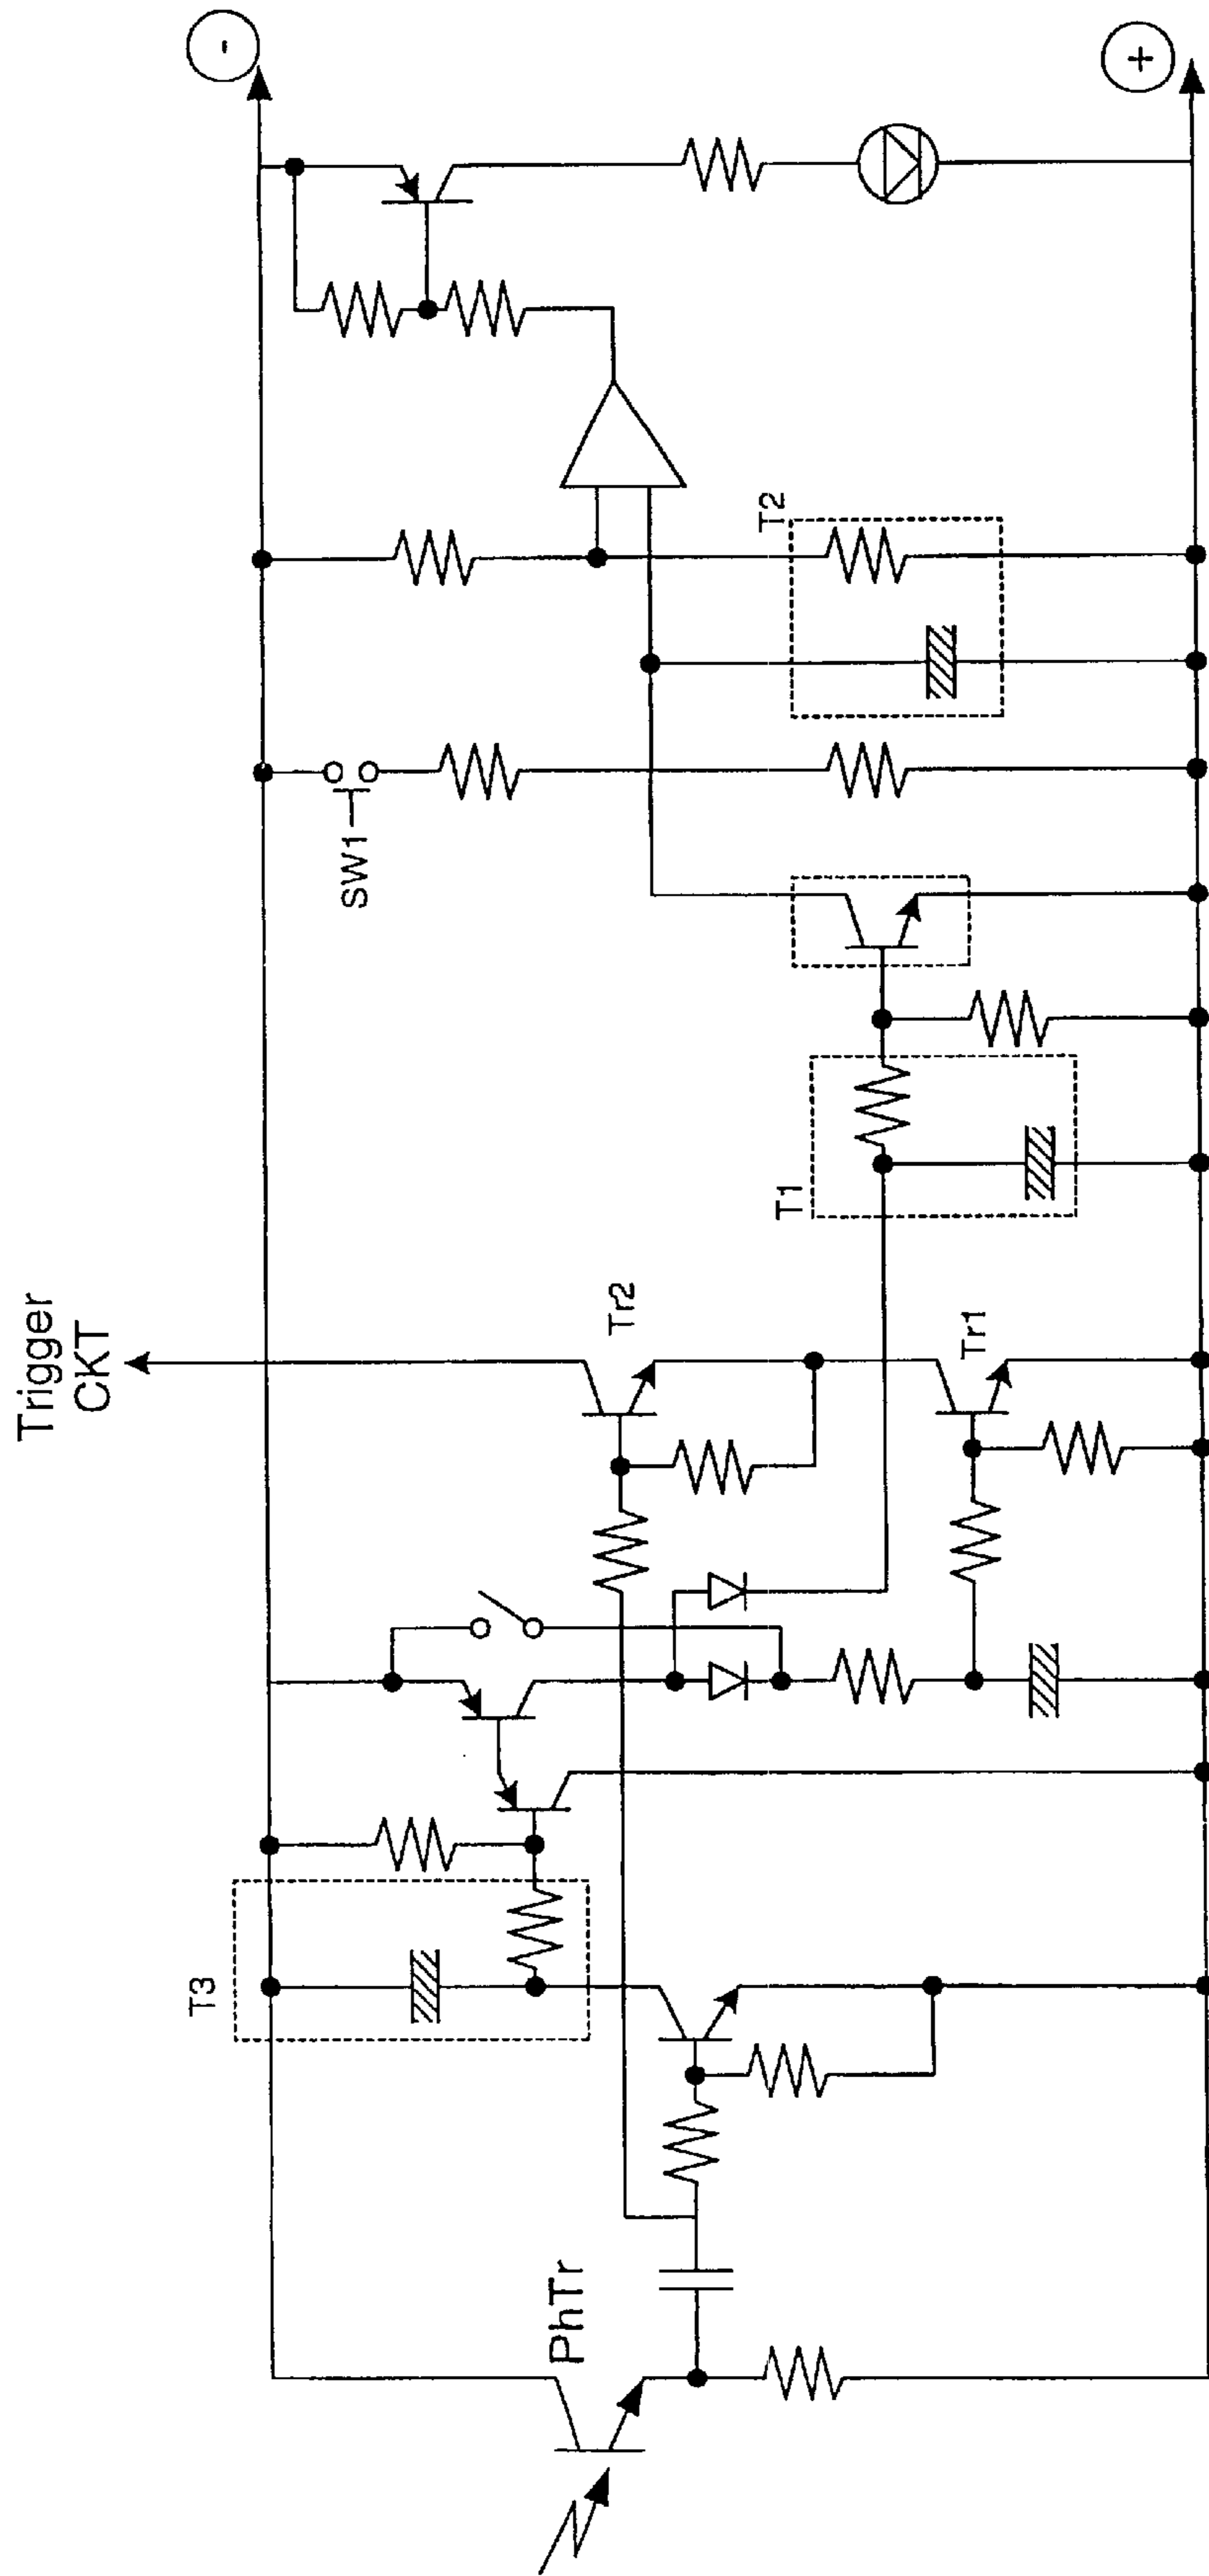 -
+
T2
SW1
T1
Trigger
CKT
Tr2
Tr1
T3
PhTr